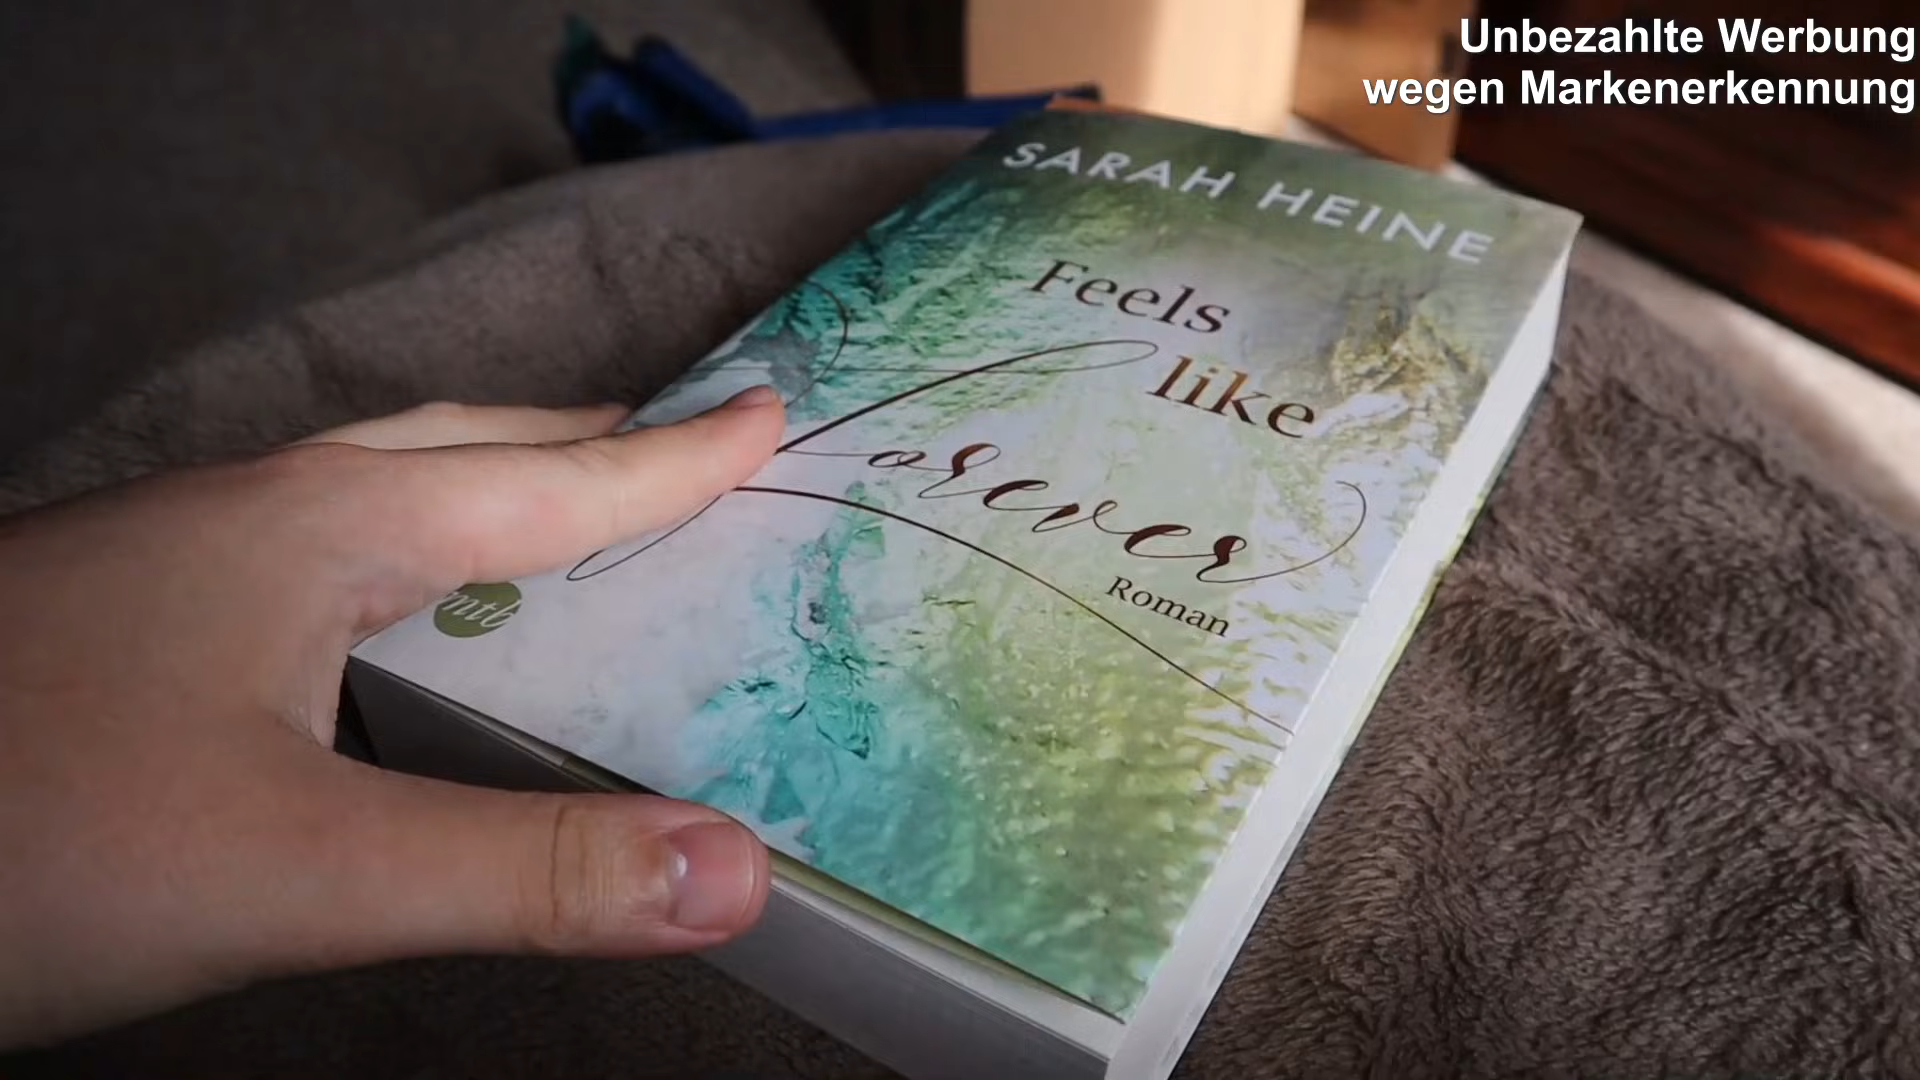 Unbezahlte Werbung
wegen Markenerkennung
SARAH HEINE
Feels
like
forever
Roman
mtb